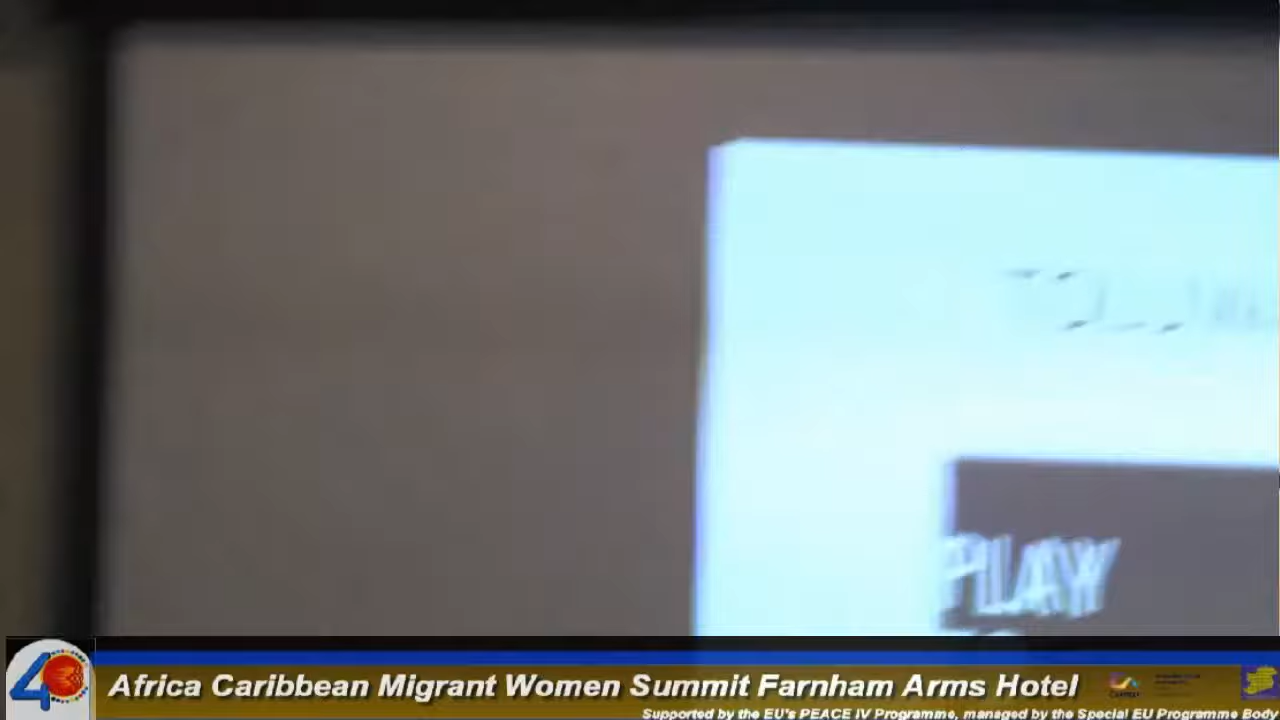 PLAY
40
Africa Caribbean Migrant Women Summit Farnham Arms Hotel
Supported by the EU's PEACE IV Programme, managed by the Special EU Programme Body